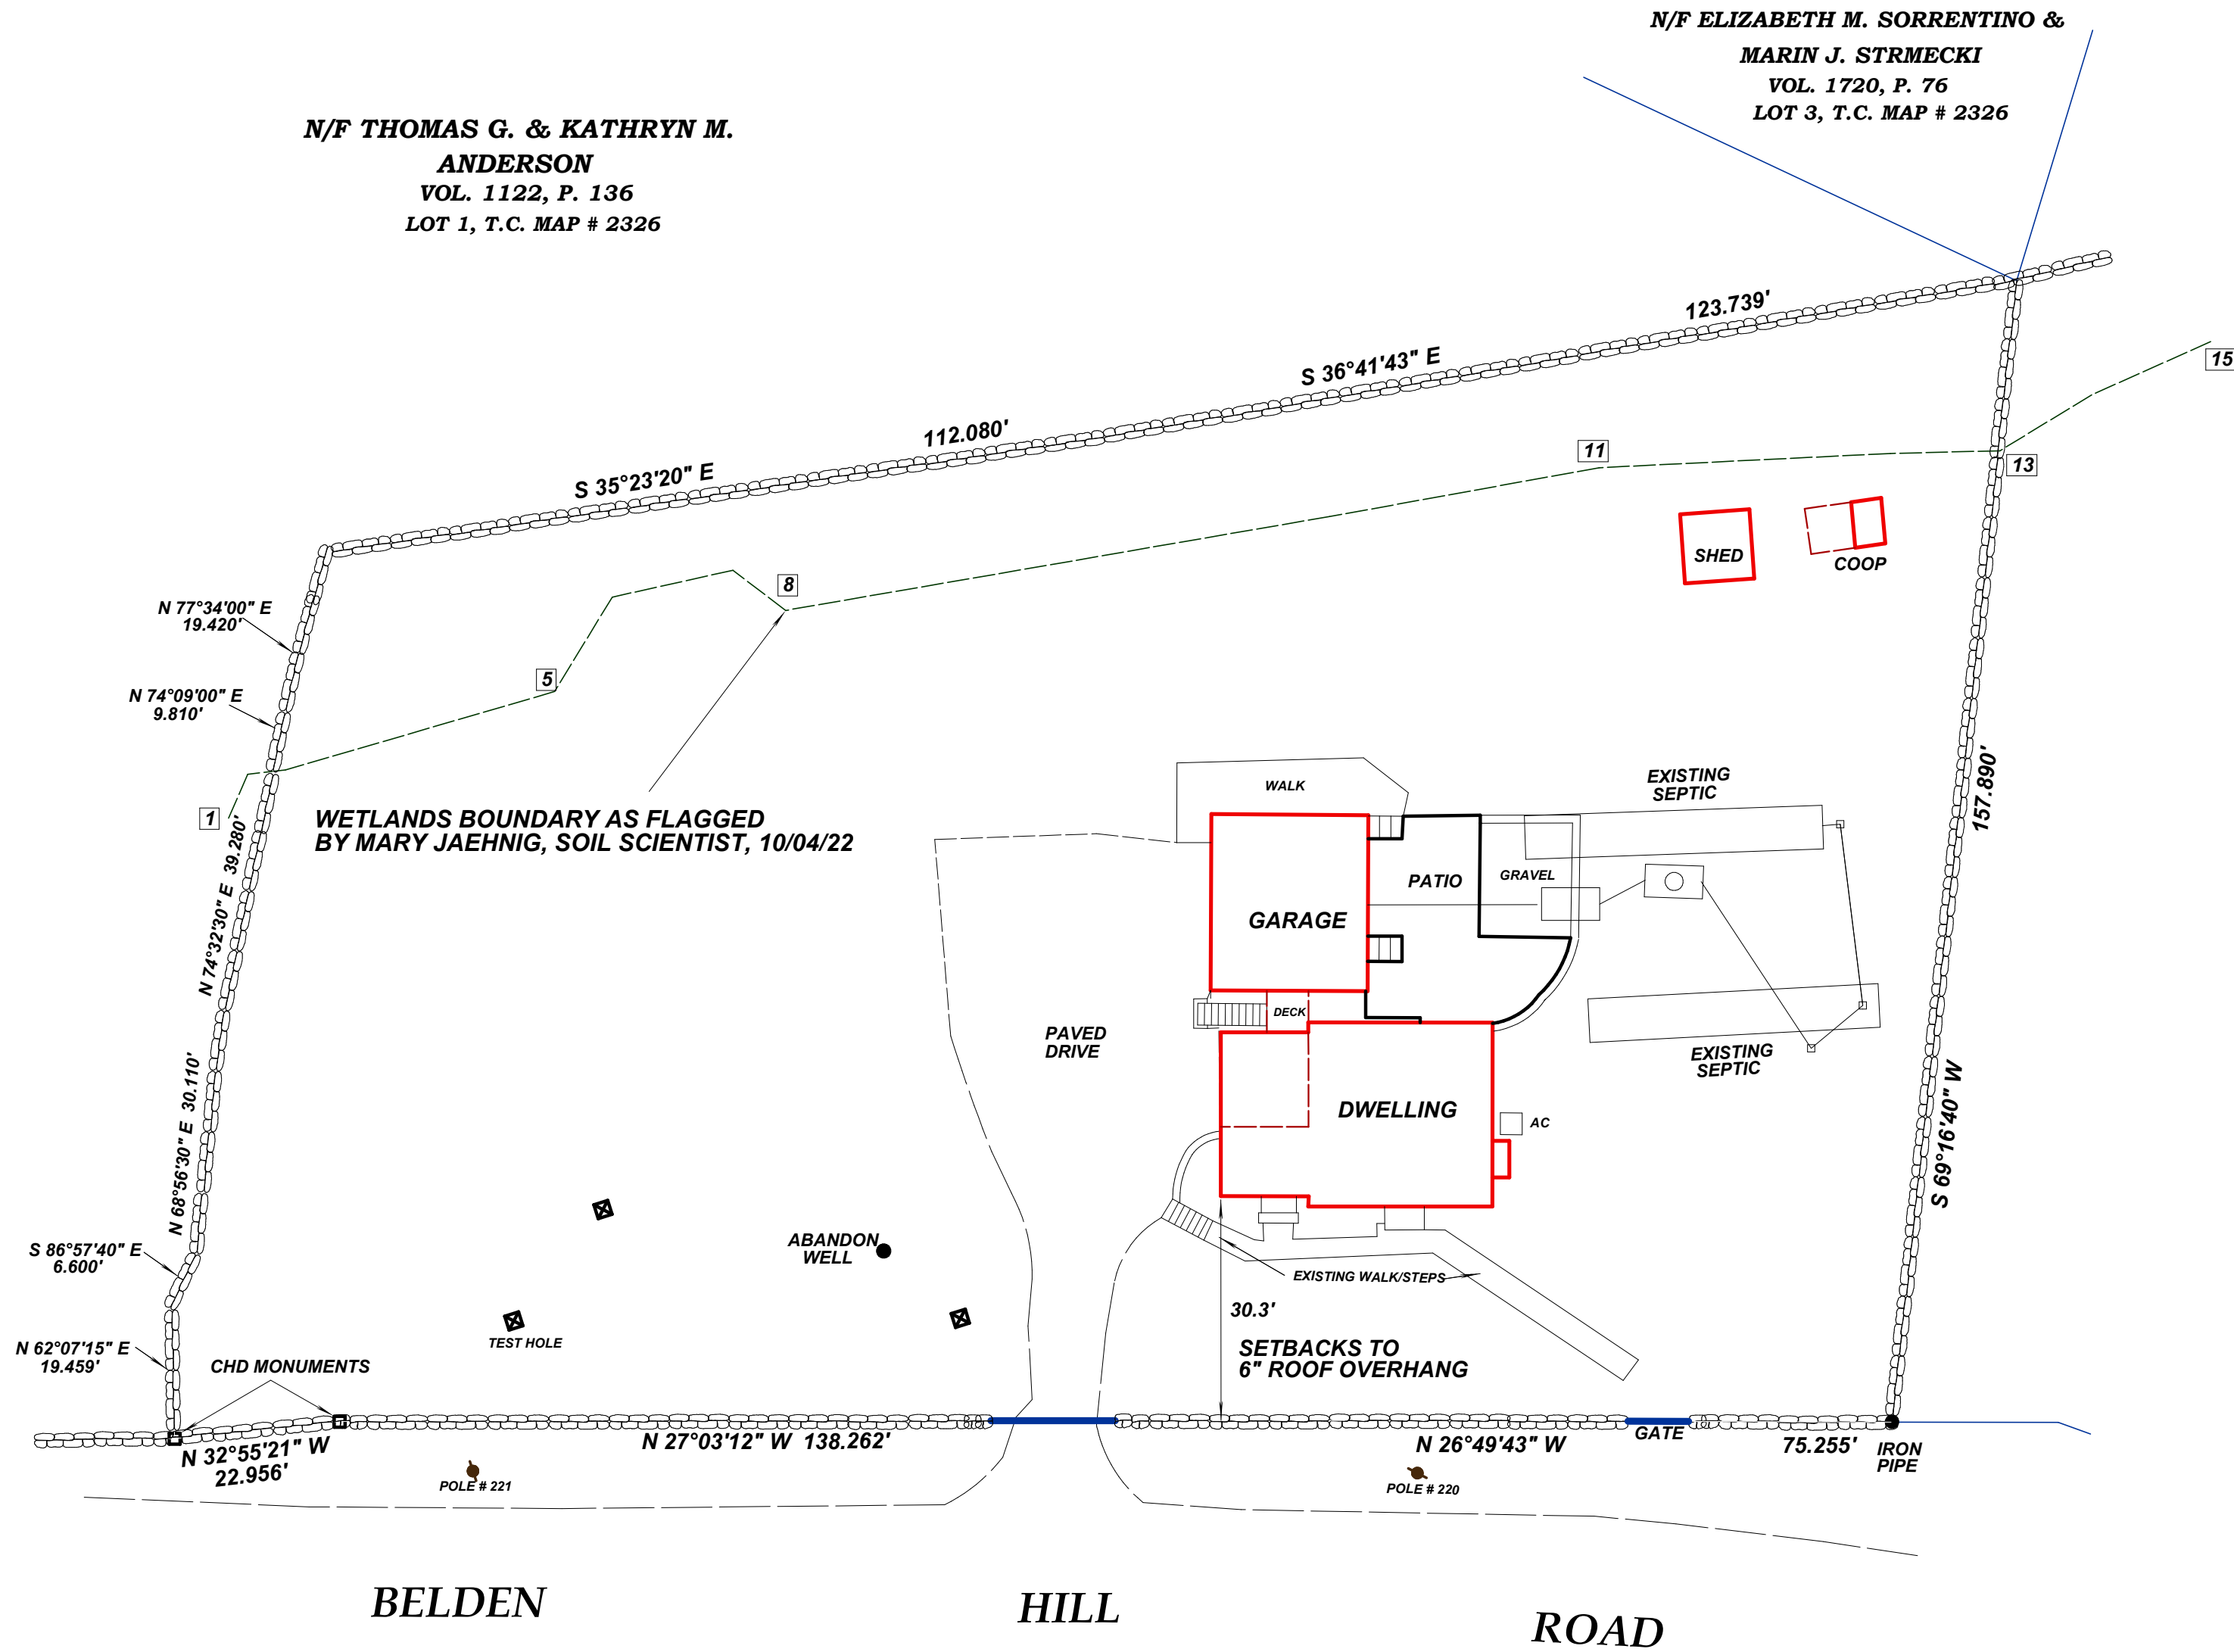 N/F ELIZABETH M. SORRENTINO &
MARIN J. STRMECKI
VOL. 1720, P. 76
LOT 3, T.C. MAP # 2326
N/F THOMAS G. & KATHRYN M.
ANDERSON
VOL. 1122, P. 136
LOT 1, T.C. MAP # 2326
123.739'
S 36°41'43" E
112.080'
S 35°23'20" E
15
11
13
SHED
COOP
8
N 77°34'00" E
19.420'
5
N 74°09'00" E
9.810'
1
WETLANDS BOUNDARY AS FLAGGED
BY MARY JAEHNIG, SOIL SCIENTIST, 10/04/22
WALK
EXISTING
SEPTIC
157.890'
N 74°32'30" E 39.280'
PATIO
GRAVEL
GARAGE
DECK
PAVED
DRIVE
EXISTING
SEPTIC
DWELLING
AC
S 69°16'40" W
N 68°56'30" E 30.110'
S 86°57'40" E
6.600'
ABANDON
WELL
EXISTING WALK/STEPS
30.3'
TEST HOLE
SETBACKS TO
6" ROOF OVERHANG
N 62°07'15" E
19.459'
CHD MONUMENTS
N 32°55'21" W
22.956'
N 27°03'12" W 138.262'
N 26°49'43" W
GATE
75.255'
IRON
PIPE
POLE # 221
POLE # 220
BELDEN HILL ROAD